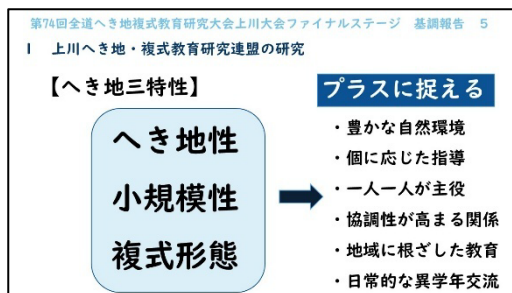 第74回全道へき地複式教育研究大会上川大会ファイナルステージ 基調報告 5
Ⅰ 上川へき地・複式教育研究連盟の研究
【へき地三特性】
へき地性
小規模性
複式形態
プラスに捉える
・豊かな自然環境
・個に応じた指導
・一人一人が主役
・協調性が高まる関係
・地域に根ざした教育
・日常的な異学年交流